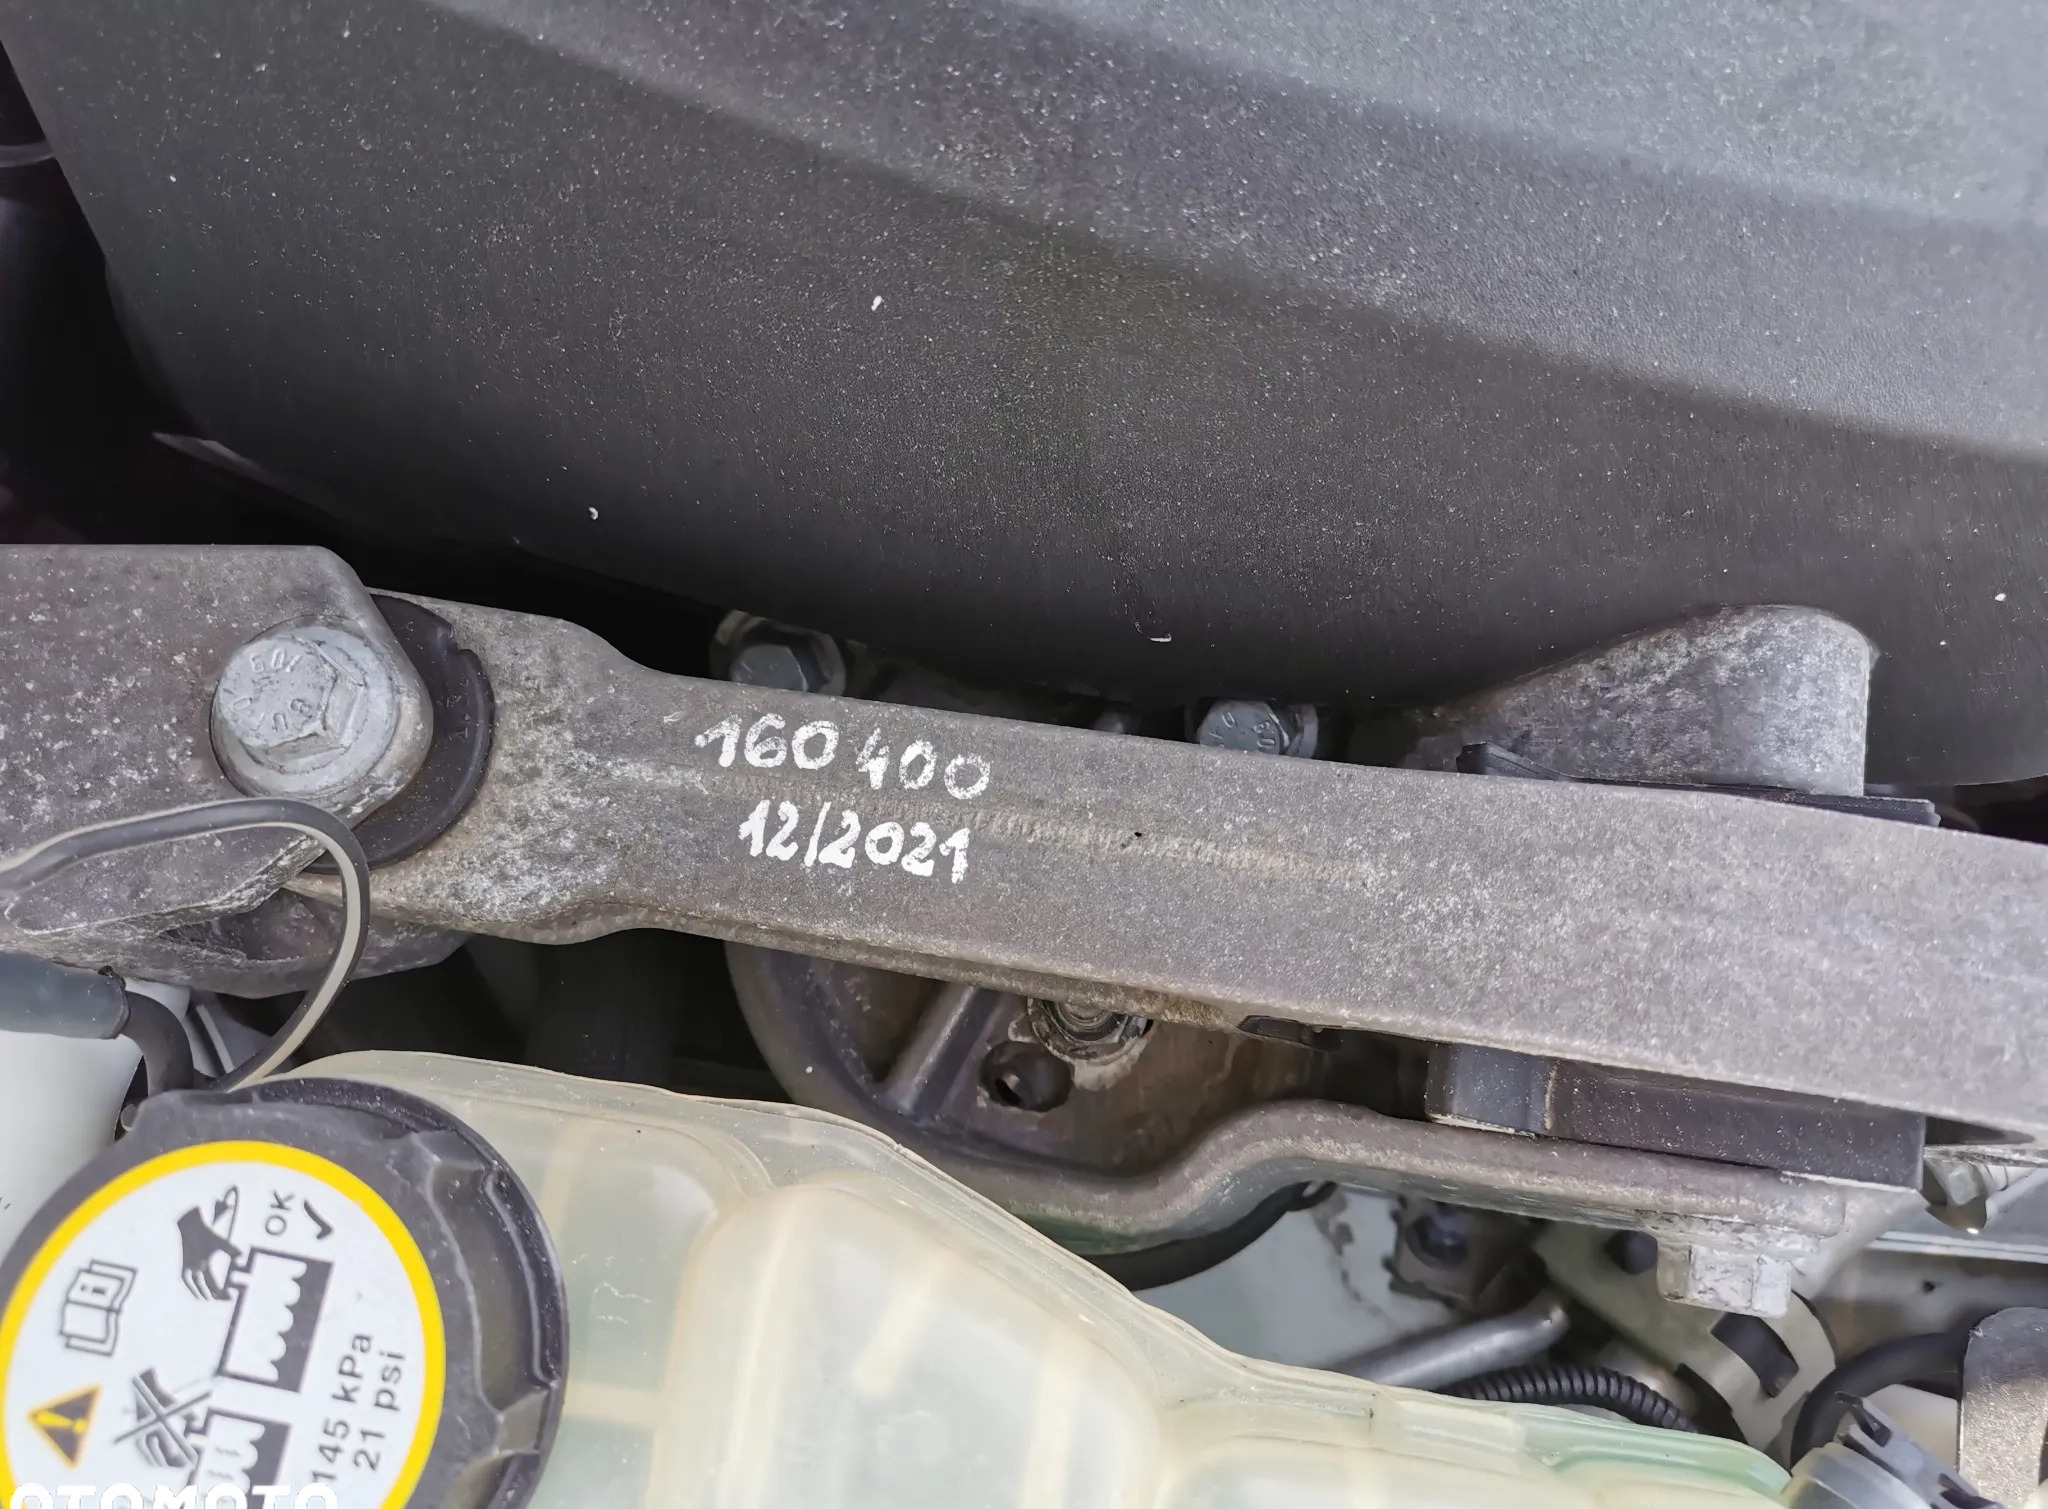 160 400
12/2021
OK
145 kPa
21 psi
OTOMOTO